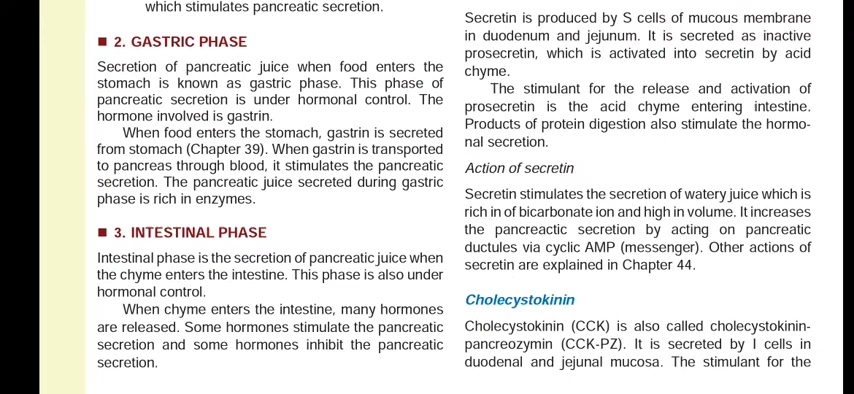 which stimulates pancreatic secretion.
2. GASTRIC PHASE
Secretion of pancreatic juice when food enters the
stomach is known as gastric phase. This phase of
pancreatic secretion is under hormonal control. The
hormone involved is gastrin.
When food enters the stomach, gastrin is secreted
from stomach (Chapter 39). When gastrin is transported
to pancreas through blood, it stimulates the pancreatic
secretion. The pancreatic juice secreted during gastric
phase is rich in enzymes.
3. INTESTINAL PHASE
Intestinal phase is the secretion of pancreatic juice when
the chyme enters the intestine. This phase is also under
hormonal control.
When chyme enters the intestine, many hormones
are released. Some hormones stimulate the pancreatic
secretion and some hormones inhibit the pancreatic
secretion.
Secretin is produced by S cells of mucous membrane
in duodenum and jejunum. It is secreted as inactive
prosecretin, which is activated into secretin by acid
chyme.
The stimulant for the release and activation of
prosecretin is the acid chyme entering intestine.
Products of protein digestion also stimulate the hormo-
nal secretion.
Action of secretin
Secretin stimulates the secretion of watery juice which is
rich in of bicarbonate ion and high in volume. It increases
the pancreactic secretion by acting on pancreatic
ductules via cyclic AMP (messenger). Other actions of
secretin are explained in Chapter 44.
Cholecystokinin
Cholecystokinin (CCK) is also called cholecystokinin-
pancreozymin (CCK-PZ). It is secreted by I cells in
duodenal and jejunal mucosa. The stimulant for the